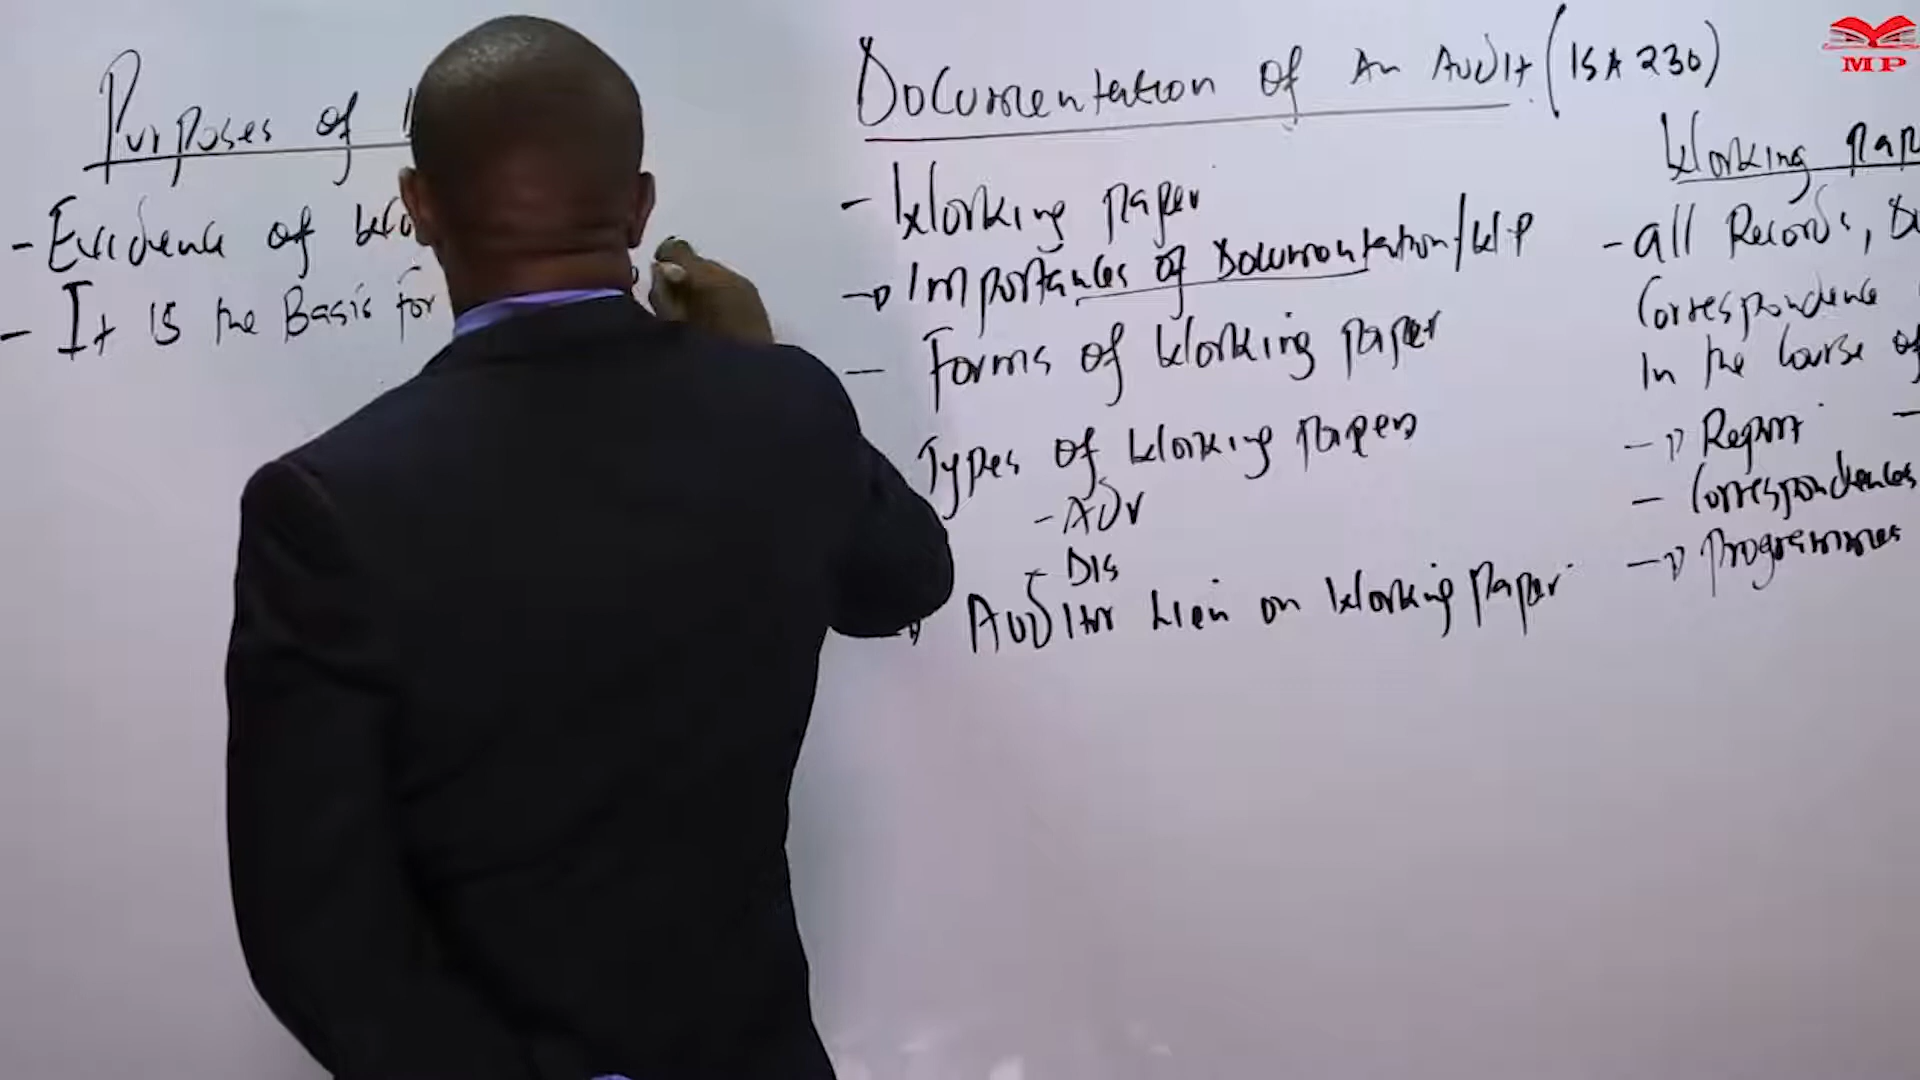 Purposes of
- Evidence of
- It is the Basis for
Documentation of An Audit (ISA 230)
- Working paper
- Importances of Documentation/WP
- Forms of Working paper
Types of Working papers
- Adv
- Dis
Auditor Lien on Working Paper
Working
- all Records,
Correspondence
In the Course of
- Report
- Correspondences
- Programmes
MP